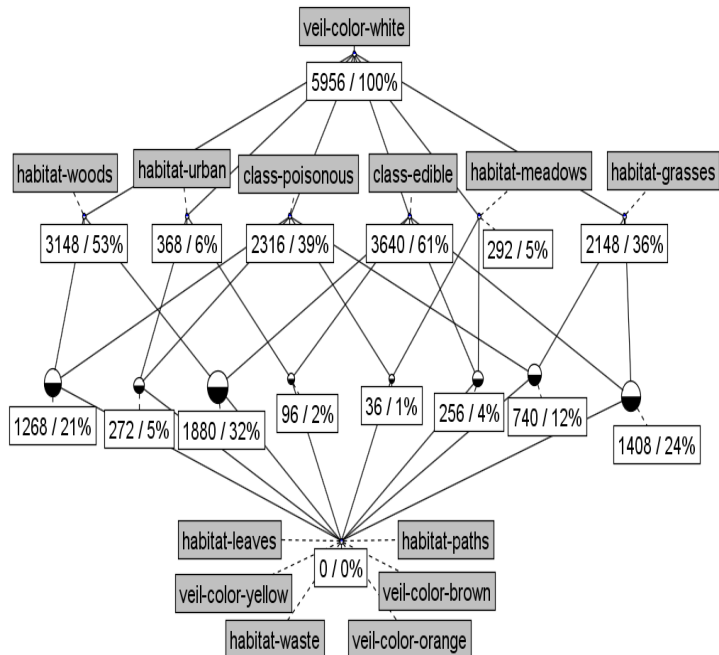 veil-color-white
5956 / 100%
habitat-woods
habitat-urban
class-poisonous
class-edible
habitat-meadows
habitat-grasses
3148 / 53%
368 / 6%
2316 / 39%
3640 / 61%
292 / 5%
2148 / 36%
1268 / 21%
272 / 5%
1880 / 32%
96 / 2%
36 / 1%
256 / 4%
740 / 12%
1408 / 24%
habitat-leaves
habitat-paths
0 / 0%
veil-color-yellow
veil-color-brown
habitat-waste
veil-color-orange